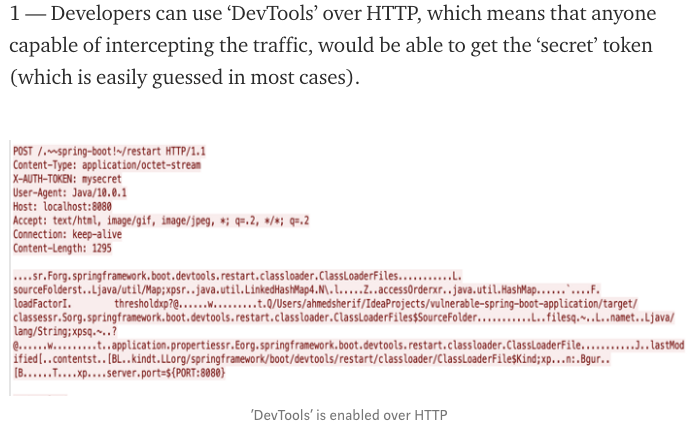 1 — Developers can use ‘DevTools’ over HTTP, which means that anyone
capable of intercepting the traffic, would be able to get the ‘secret’ token
(which is easily guessed in most cases).
POST /.~~spring-boot!~/restart HTTP/1.1
Content-Type: application/octet-stream
X-AUTH-TOKEN: mysecret
User-Agent: Java/10.0.1
Host: localhost:8080
Accept: text/html, image/gif, image/jpeg, *; q=.2, */*; q=.2
Connection: keep-alive
Content-Length: 1295
....sr.Forg.springframework.boot.devtools.restart.classloader.ClassLoaderFiles...........L.
sourceFolderst..Ljava/util/Map;xpsr..java.util.LinkedHashMap4.N\.l.....Z..accessOrderxr..java.util.HashMap......`....F.
loadFactorI.      thresholdxp?@......w.........t.Q/Users/ahmedsherif/IdeaProjects/vulnerable-spring-boot-application/target/
classessr.Sorg.springframework.boot.devtools.restart.classloader.ClassLoaderFiles$SourceFolder...........L..filesq.~..L..namet..Ljava/
lang/String;xpsq.~..?
@......w.........t..application.propertiessr.Eorg.springframework.boot.devtools.restart.classloader.ClassLoaderFile..........J..lastMod
ified[..contentst..[BL..kindt.LLorg/springframework/boot/devtools/restart/classloader/ClassLoaderFile$Kind;xp...n:.Bgur..
[B......T....xp....server.port=${PORT:8080}
‘DevTools’ is enabled over HTTP